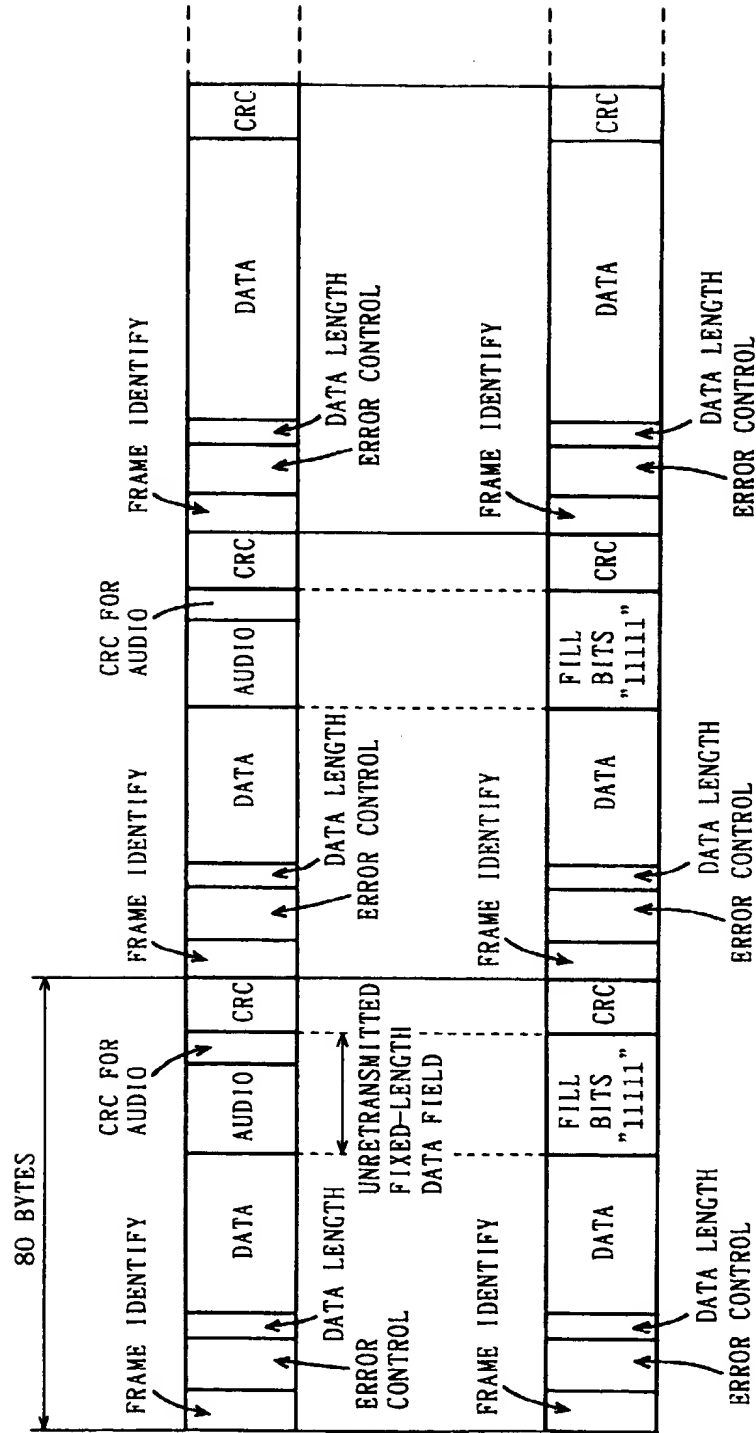 80 BYTES
FRAME IDENTIFY
CRC FOR
AUDIO
FRAME IDENTIFY
CRC FOR
AUDIO
FRAME IDENTIFY
DATA
AUDIO
CRC
DATA
AUDIO
CRC
DATA
CRC
DATA LENGTH
ERROR
CONTROL
UNRETRANSMITTED
FIXED-LENGTH
DATA FIELD
DATA LENGTH
ERROR CONTROL
DATA LENGTH
ERROR CONTROL
FRAME IDENTIFY
FRAME IDENTIFY
FRAME IDENTIFY
DATA
FILL
BITS
"11111"
CRC
DATA
FILL
BITS
"11111"
CRC
DATA
CRC
DATA LENGTH
ERROR CONTROL
DATA LENGTH
ERROR CONTROL
DATA LENGTH
ERROR CONTROL